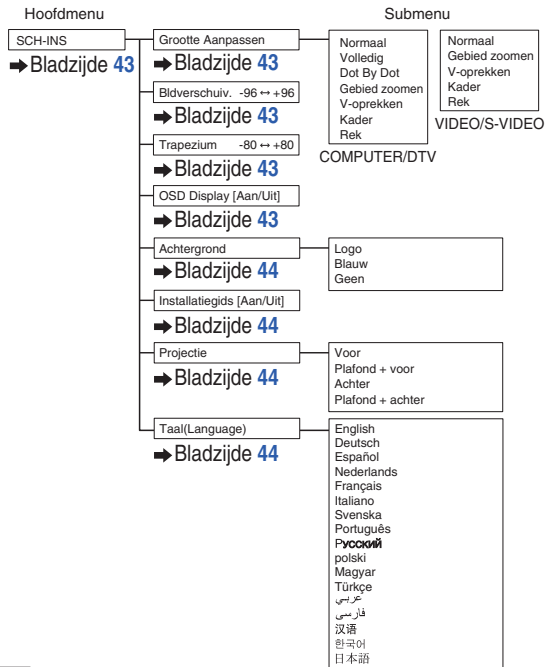 Hoofdmenu
Submenu
SCH-INS
➡Bladzijde 43
Grootte Aanpassen
➡Bladzijde 43
Normaal
Volledig
Dot By Dot
Gebied zoomen
V-oprekken
Kader
Rek
COMPUTER/DTV
Normaal
Gebied zoomen
V-oprekken
Kader
Rek
VIDEO/S-VIDEO
Bldverschuiv. -96 ↔ +96
➡Bladzijde 43
Trapezium -80 ↔ +80
➡Bladzijde 43
OSD Display [Aan/Uit]
➡Bladzijde 43
Achtergrond
➡Bladzijde 44
Logo
Blauw
Geen
Installatiegids [Aan/Uit]
➡Bladzijde 44
Projectie
➡Bladzijde 44
Voor
Plafond + voor
Achter
Plafond + achter
Taal(Language)
➡Bladzijde 44
English
Deutsch
Español
Nederlands
Français
Italiano
Svenska
Português
Русский
polski
Magyar
Türkçe
عربي
فارسی
汉语
한국어
日本語